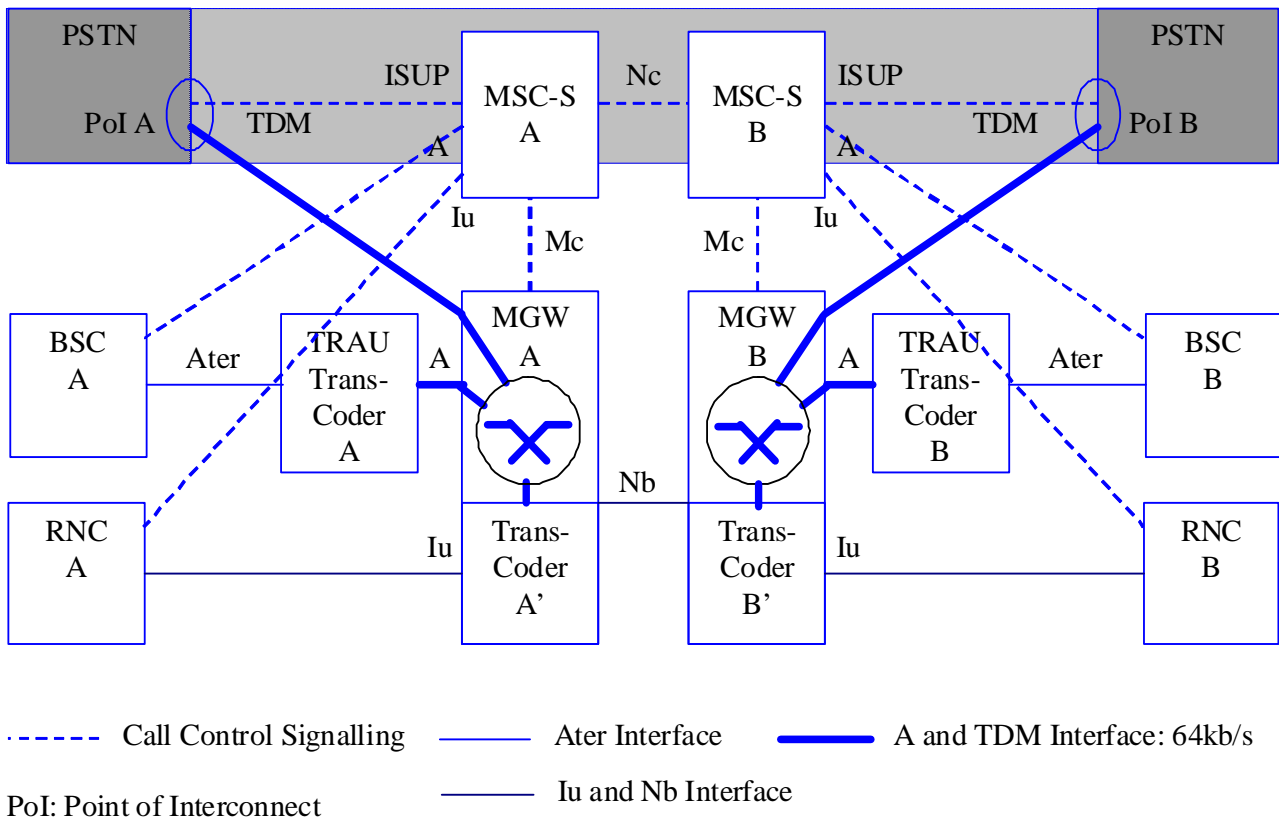 PSTN
PSTN
ISUP
Nc
ISUP
MSC-S
A
MSC-S
B
PoI A
TDM
TDM
PoI B
A
A
Iu
Iu
Mc
Mc
BSC
A
Ater
TRAU
Trans-
Coder
A
A
MGW
A
MGW
B
A
TRAU
Trans-
Coder
B
Ater
BSC
B
Nb
RNC
A
Iu
Trans-
Coder
A’
Trans-
Coder
B’
Iu
RNC
B
Call Control Signalling
Ater Interface
A and TDM Interface: 64kb/s
PoI: Point of Interconnect
Iu and Nb Interface